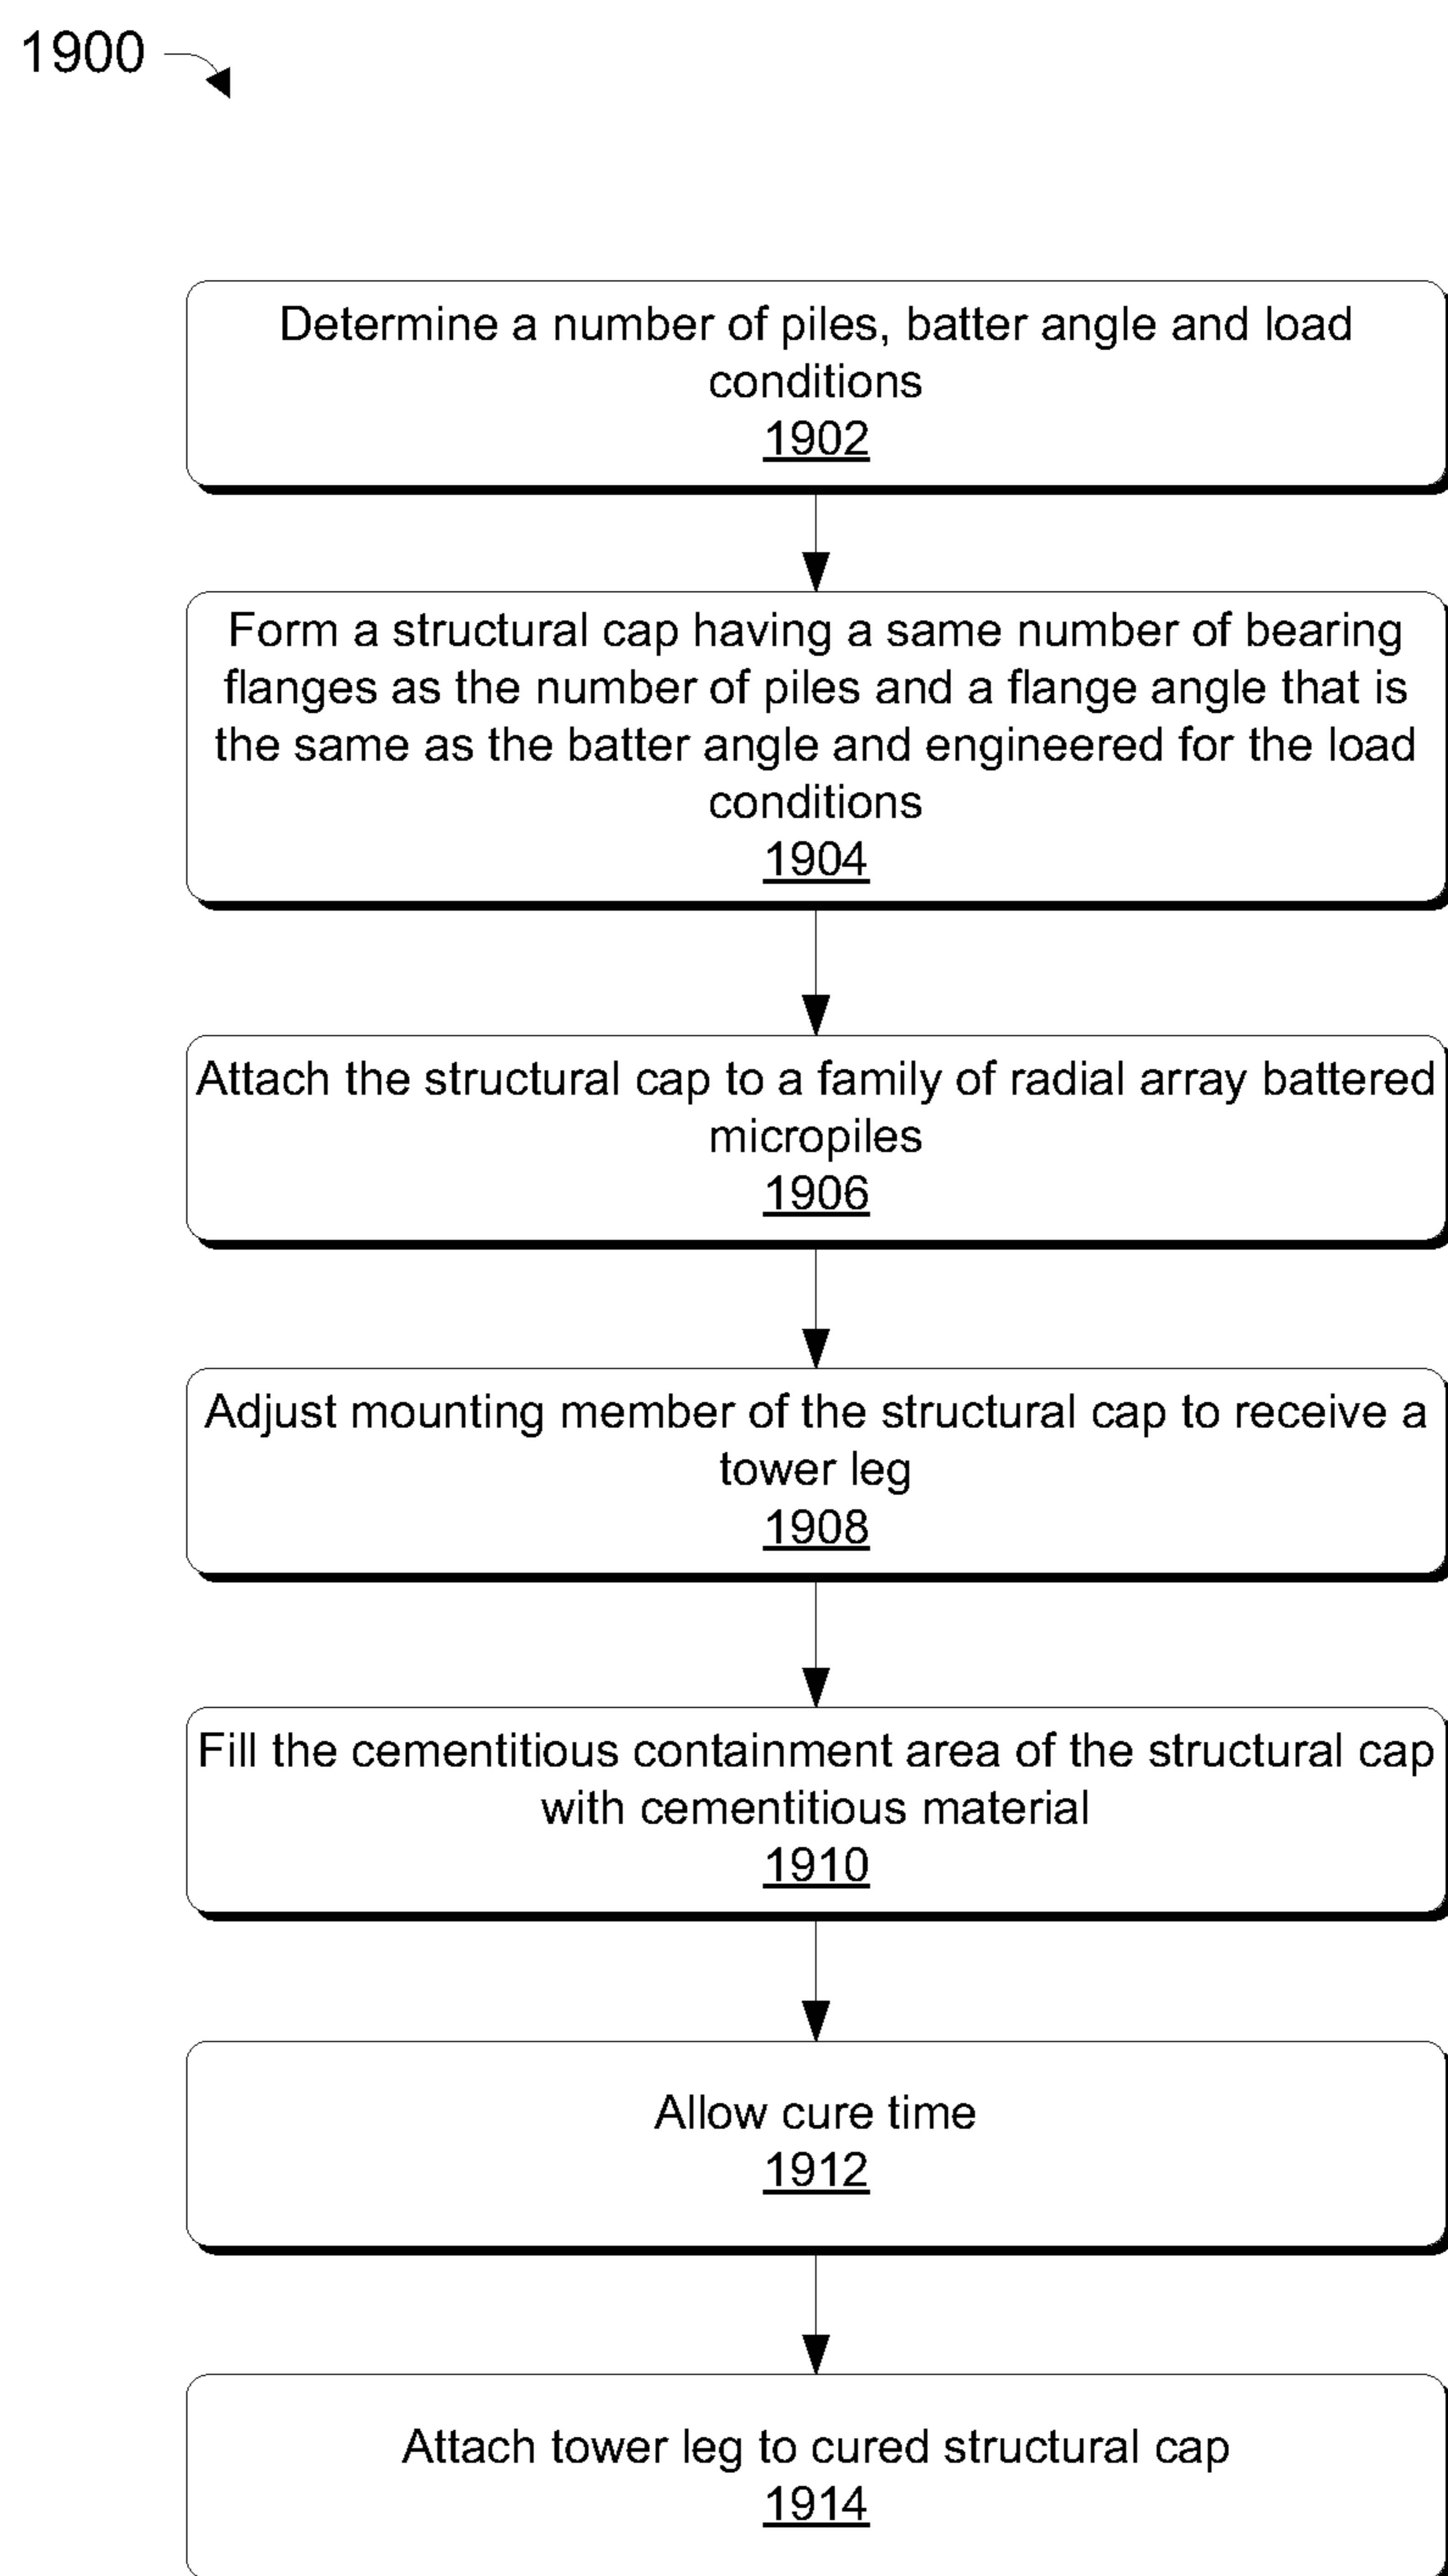 1900
Determine a number of piles, batter angle and load
conditions
1902
Form a structural cap having a same number of bearing
flanges as the number of piles and a flange angle that is
the same as the batter angle and engineered for the load
conditions
1904
Attach the structural cap to a family of radial array battered
micropiles
1906
Adjust mounting member of the structural cap to receive a
tower leg
1908
Fill the cementitious containment area of the structural cap
with cementitious material
1910
Allow cure time
1912
Attach tower leg to cured structural cap
1914